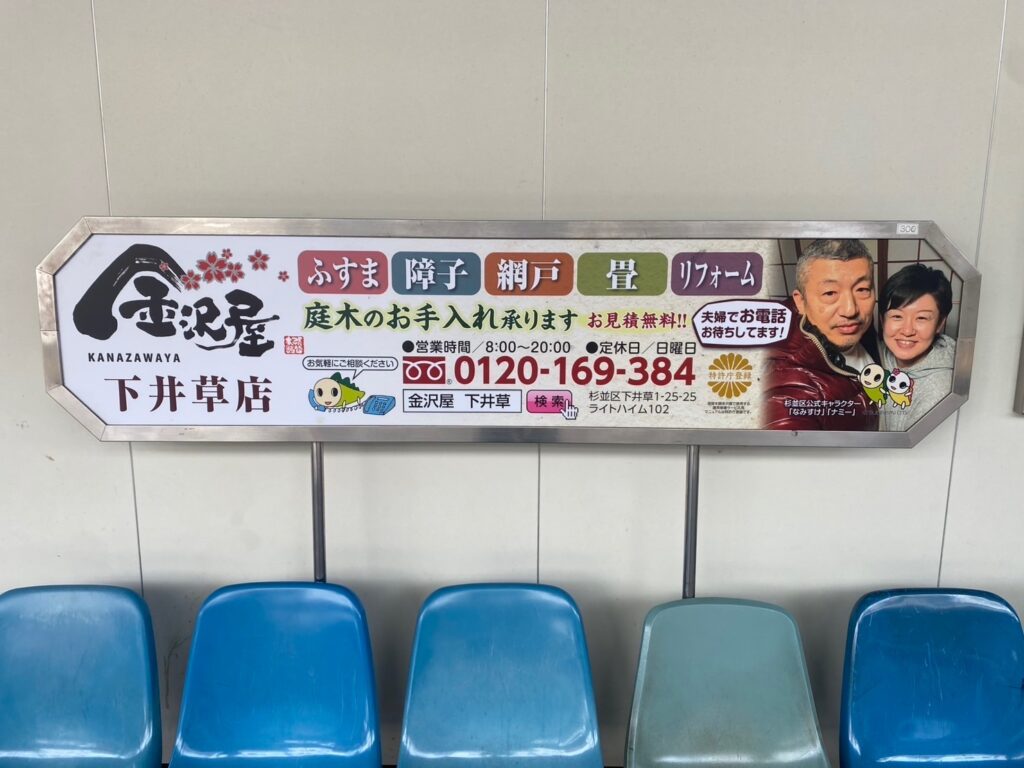 金沢屋
KANAZAWAYA
下井草店
ふすま 障子 網戸 畳 リフォーム
庭木のお手入れ承ります お見積無料!!
●営業時間／8:00～20:00 ●定休日／日曜日
0120-169-384
お気軽にご相談ください
金沢屋 下井草 検索
杉並区下井草1-25-25
ライトハイム102
特許庁登録
夫婦でお電話
お待ちしてます!
杉並区公式キャラクター
「なみすけ」「ナミー」
300